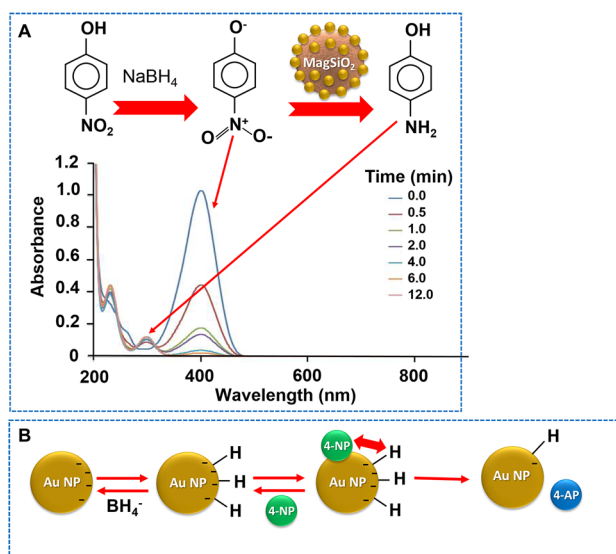 A
OH
NO₂
NaBH₄
O⁻
N⁺
O
O-
MagSiO₂
OH
NH₂
Absorbance
1.2
1.0
0.8
0.6
0.4
0.2
0
200
400
600
800
Wavelength (nm)
Time (min)
0.0
0.5
1.0
2.0
4.0
6.0
12.0
B
Au NP
BH₄⁻
Au NP
H
H
H
4-NP
4-NP
Au NP
H
H
H
Au NP
H
4-AP